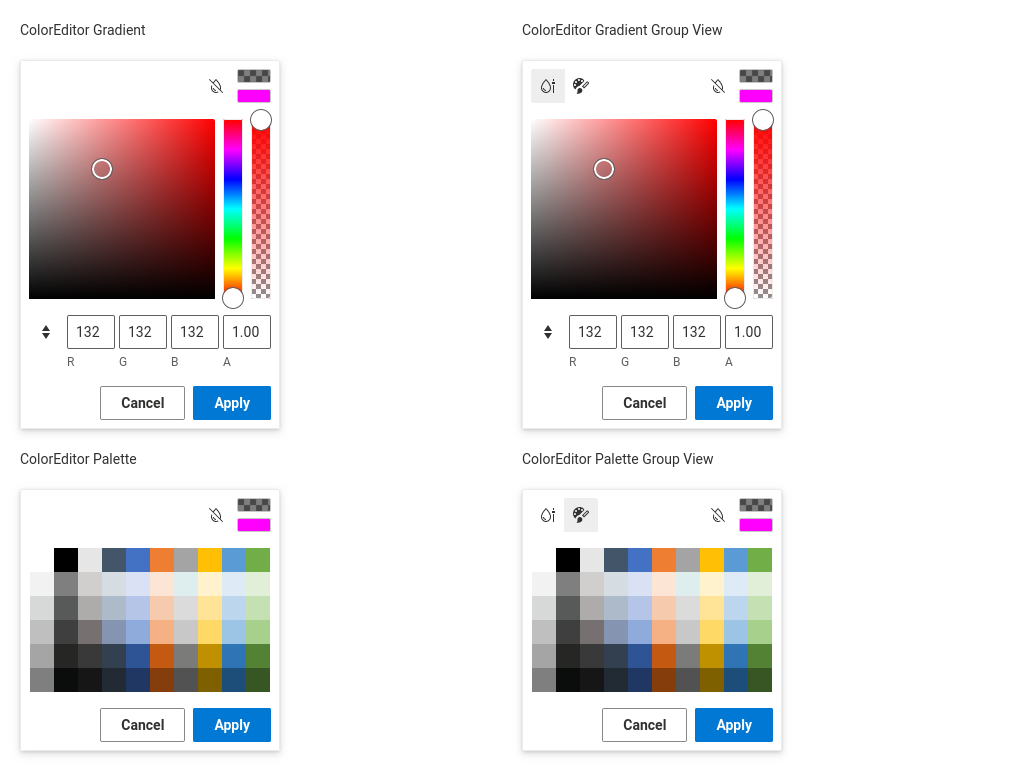 ColorEditor Gradient
ColorEditor Gradient Group View
132 132 132 1.00
R G B A
Cancel Apply
132 132 132 1.00
R G B A
Cancel Apply
ColorEditor Palette
ColorEditor Palette Group View
Cancel Apply
Cancel Apply